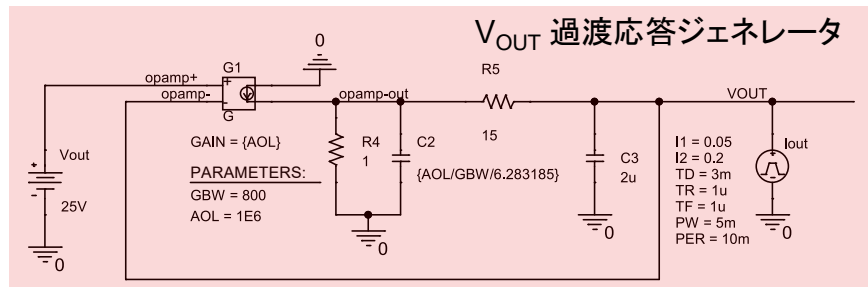 VOUT 過渡応答ジェネレータ
0
G1
R5
opamp+
opamp-
opamp-out
VOUT
+
-
G
GAIN = {AOL}
R4
1
C2
15
I1 = 0.05
Iout
Vout
PARAMETERS:
{AOL/GBW/6.283185}
C3
2u
I2 = 0.2
TD = 3m
TR = 1u
TF = 1u
PW = 5m
PER = 10m
+
-
+
-
25V
GBW = 800
AOL = 1E6
0
0
0
0